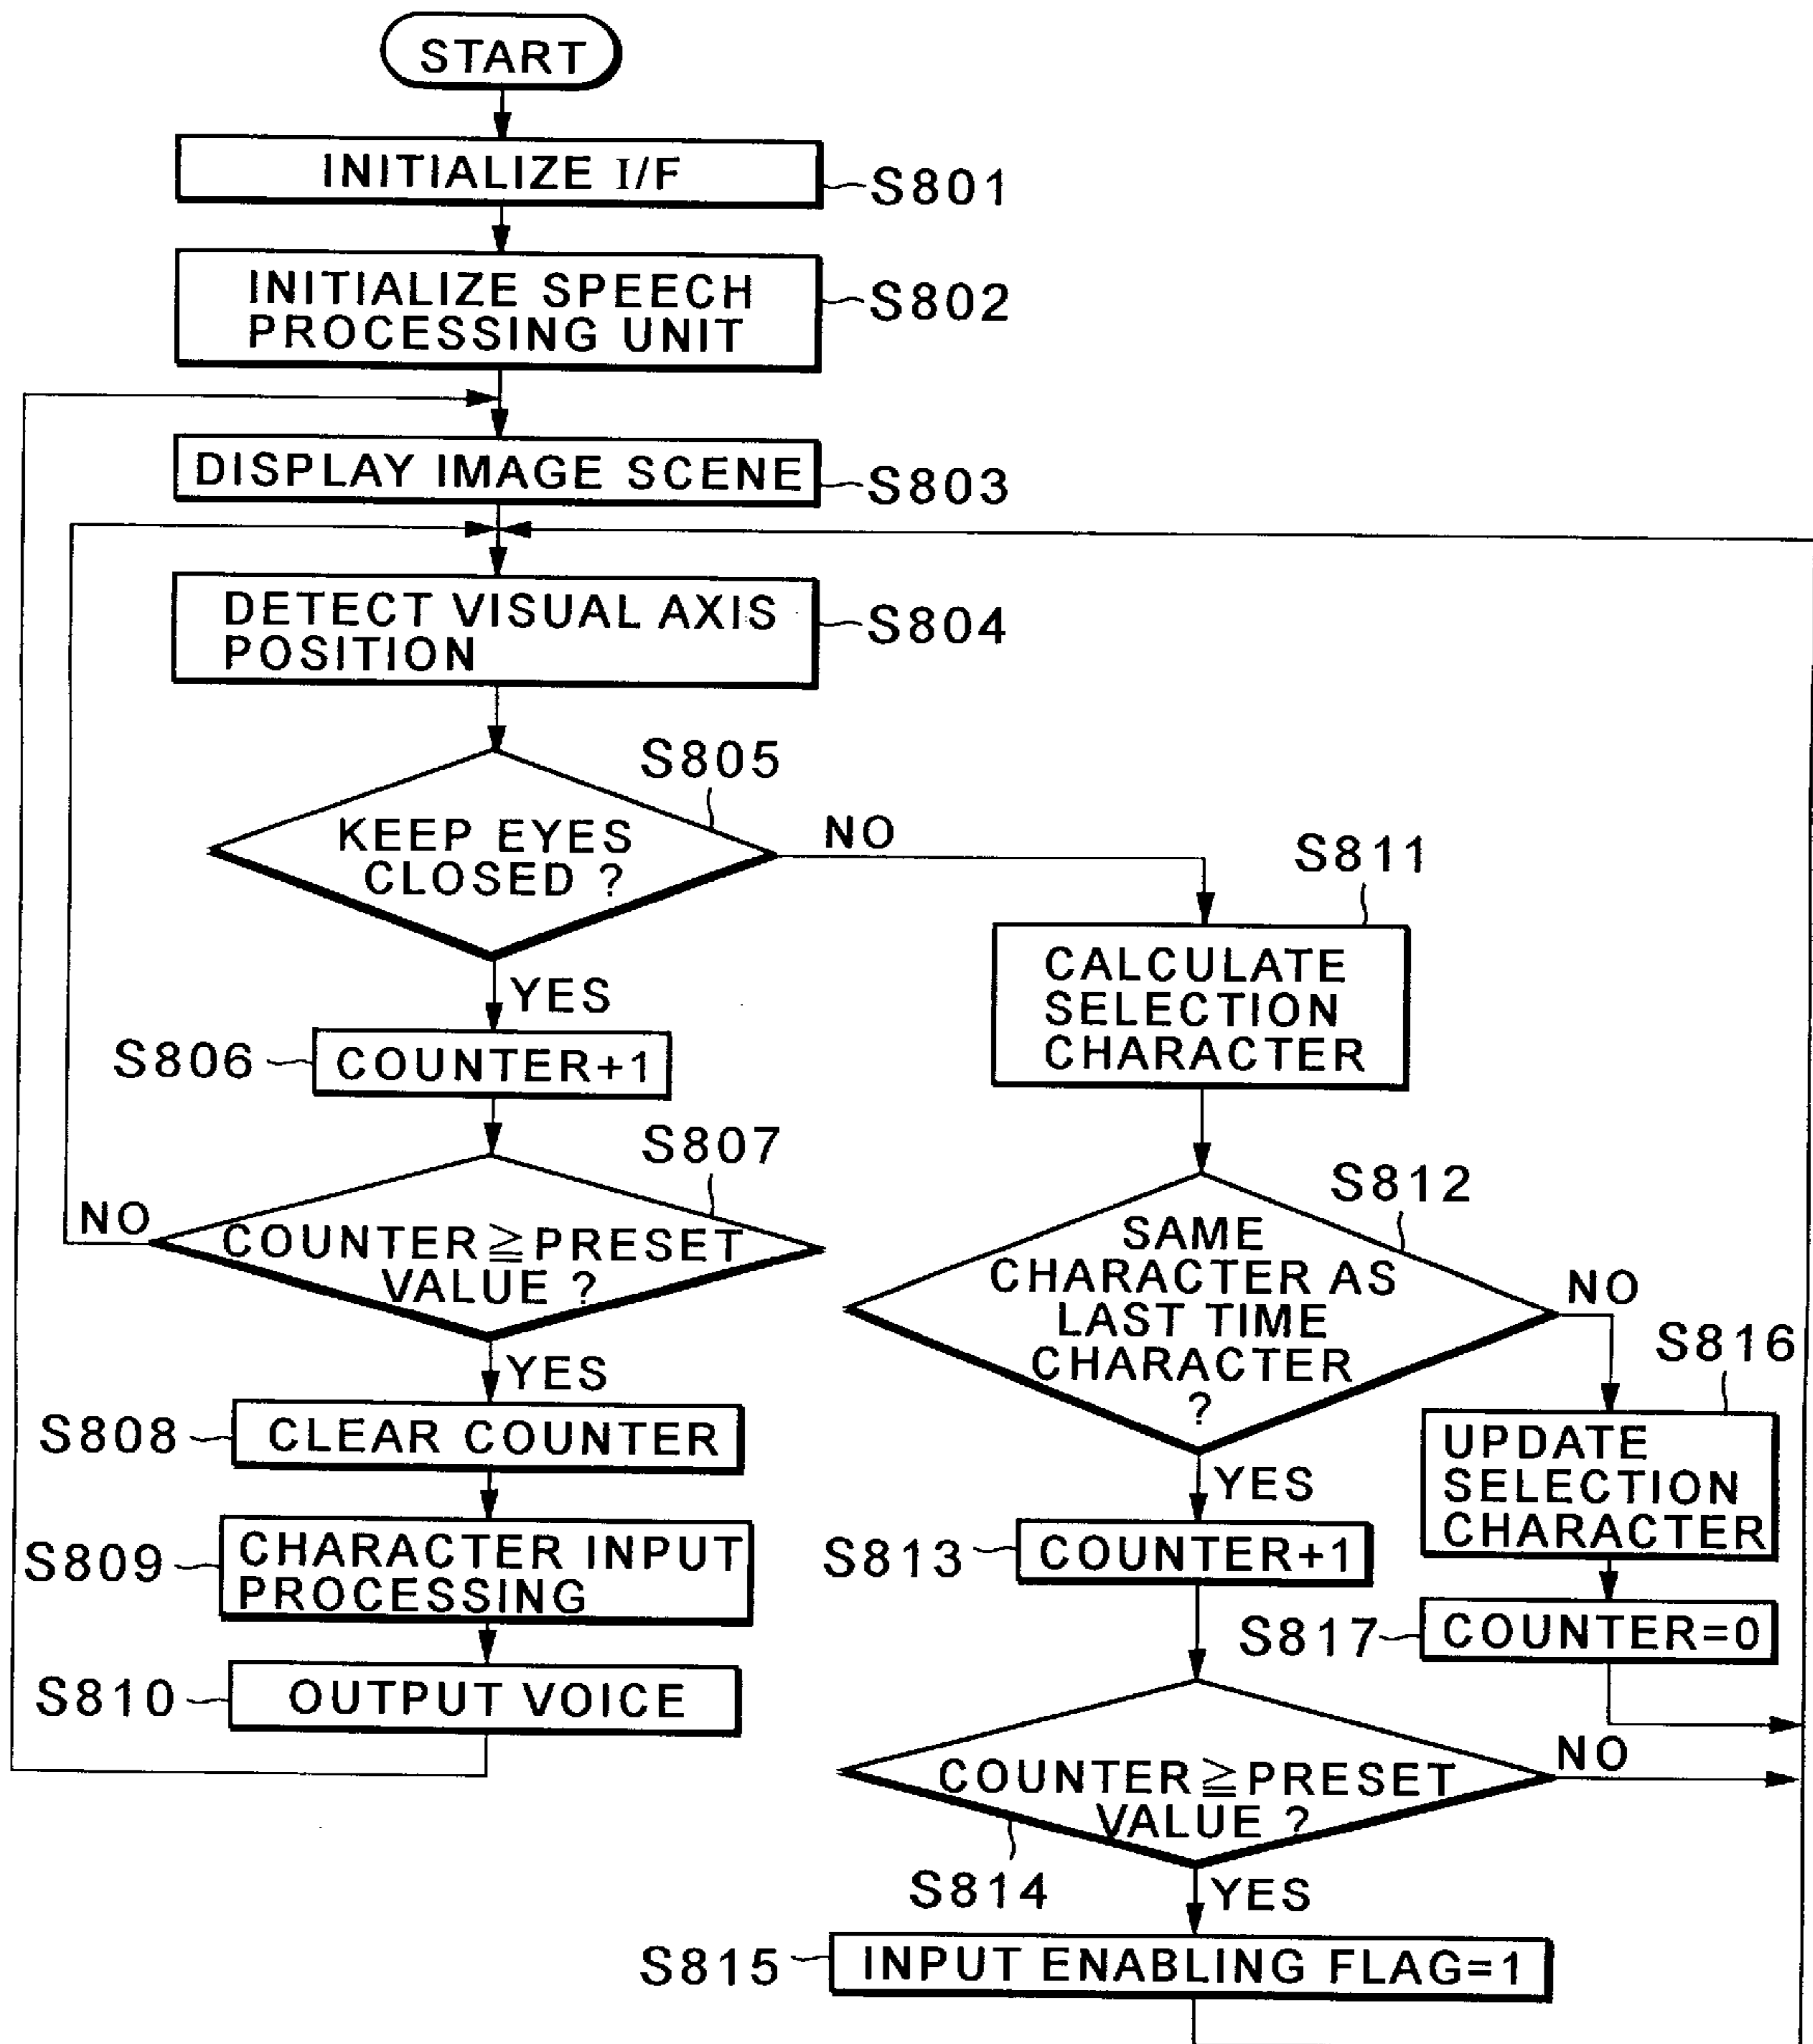 START
INITIALIZE I/F
S801
INITIALIZE SPEECH
PROCESSING UNIT
S802
DISPLAY IMAGE SCENE
S803
DETECT VISUAL AXIS
POSITION
S804
S805
KEEP EYES
CLOSED ?
NO
YES
S806
COUNTER+1
S807
COUNTER≧PRESET
VALUE ?
NO
YES
S808
CLEAR COUNTER
S809
CHARACTER INPUT
PROCESSING
S810
OUTPUT VOICE
S811
CALCULATE
SELECTION
CHARACTER
S812
SAME
CHARACTER AS
LAST TIME
CHARACTER
?
NO
YES
S813
COUNTER+1
S816
UPDATE
SELECTION
CHARACTER
S817
COUNTER=0
COUNTER≧PRESET
VALUE ?
NO
S814
YES
S815
INPUT ENABLING FLAG=1